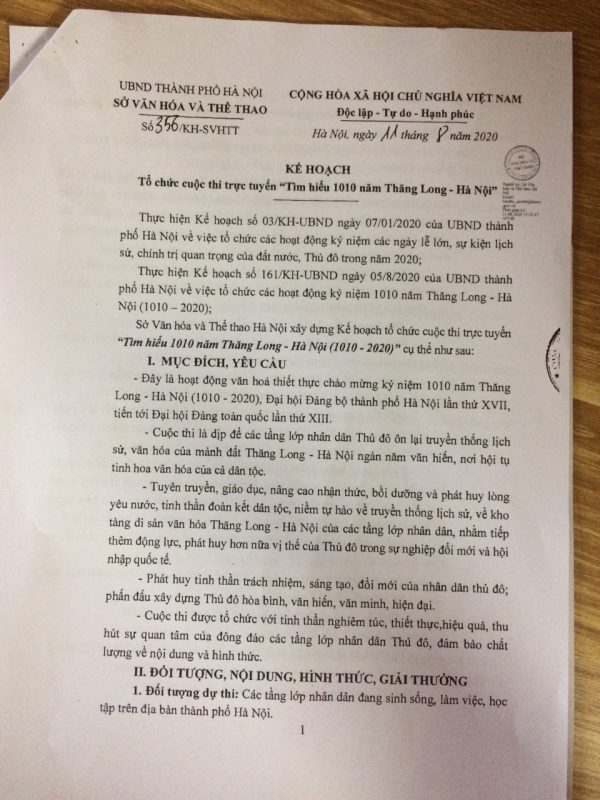 UBND THÀNH PHỐ HÀ NỘI
SỞ VĂN HÓA VÀ THỂ THAO
Số 356/KH-SVHTT
CỘNG HÒA XÃ HỘI CHỦ NGHĨA VIỆT NAM
Độc lập - Tự do - Hạnh phúc
Hà Nội, ngày 11 tháng 8 năm 2020
KẾ HOẠCH
Tổ chức cuộc thi trực tuyến “Tìm hiểu 1010 năm Thăng Long - Hà Nội”
Thực hiện Kế hoạch số 03/KH-UBND ngày 07/01/2020 của UBND thành
phố Hà Nội về việc tổ chức các hoạt động kỷ niệm các ngày lễ lớn, sự kiện lịch
sử, chính trị quan trọng của đất nước, Thủ đô trong năm 2020;
Thực hiện Kế hoạch số 161/KH-UBND ngày 05/8/2020 của UBND thành
phố Hà Nội về việc tổ chức các hoạt động kỷ niệm 1010 năm Thăng Long - Hà
Nội (1010 – 2020);
Sở Văn hóa và Thể thao Hà Nội xây dựng Kế hoạch tổ chức cuộc thi trực tuyến
“Tìm hiểu 1010 năm Thăng Long - Hà Nội (1010 - 2020)” cụ thể như sau:
I. MỤC ĐÍCH, YÊU CẦU
- Đây là hoạt động văn hoá thiết thực chào mừng kỷ niệm 1010 năm Thăng
Long - Hà Nội (1010 - 2020), Đại hội Đảng bộ thành phố Hà Nội lần thứ XVII,
tiến tới Đại hội Đảng toàn quốc lần thứ XIII.
- Cuộc thi là dịp để các tầng lớp nhân dân Thủ đô ôn lại truyền thống lịch
sử, văn hóa của mảnh đất Thăng Long - Hà Nội ngàn năm văn hiến, nơi hội tụ
tinh hoa văn hóa của cả dân tộc.
- Tuyên truyền, giáo dục, nâng cao nhận thức, bồi dưỡng và phát huy lòng
yêu nước, tinh thần đoàn kết dân tộc, niềm tự hào về truyền thống lịch sử, về kho
tàng di sản văn hóa Thăng Long - Hà Nội của các tầng lớp nhân dân, nhằm tiếp
thêm động lực, phát huy hơn nữa vị thế của Thủ đô trong sự nghiệp đổi mới và hội
nhập quốc tế.
- Phát huy tinh thần trách nhiệm, sáng tạo, đổi mới của nhân dân thủ đô;
phấn đấu xây dựng Thủ đô hòa bình, văn hiến, văn minh, hiện đại.
- Cuộc thi được tổ chức với tinh thần nghiêm túc, thiết thực,hiệu quả, thu
hút sự quan tâm của đông đảo các tầng lớp nhân dân Thủ đô, đảm bảo chất
lượng về nội dung và hình thức.
II. ĐỐI TƯỢNG, NỘI DUNG, HÌNH THỨC, GIẢI THƯỞNG
1. Đối tượng dự thi: Các tầng lớp nhân dân đang sinh sống, làm việc, học
tập trên địa bàn thành phố Hà Nội.
1